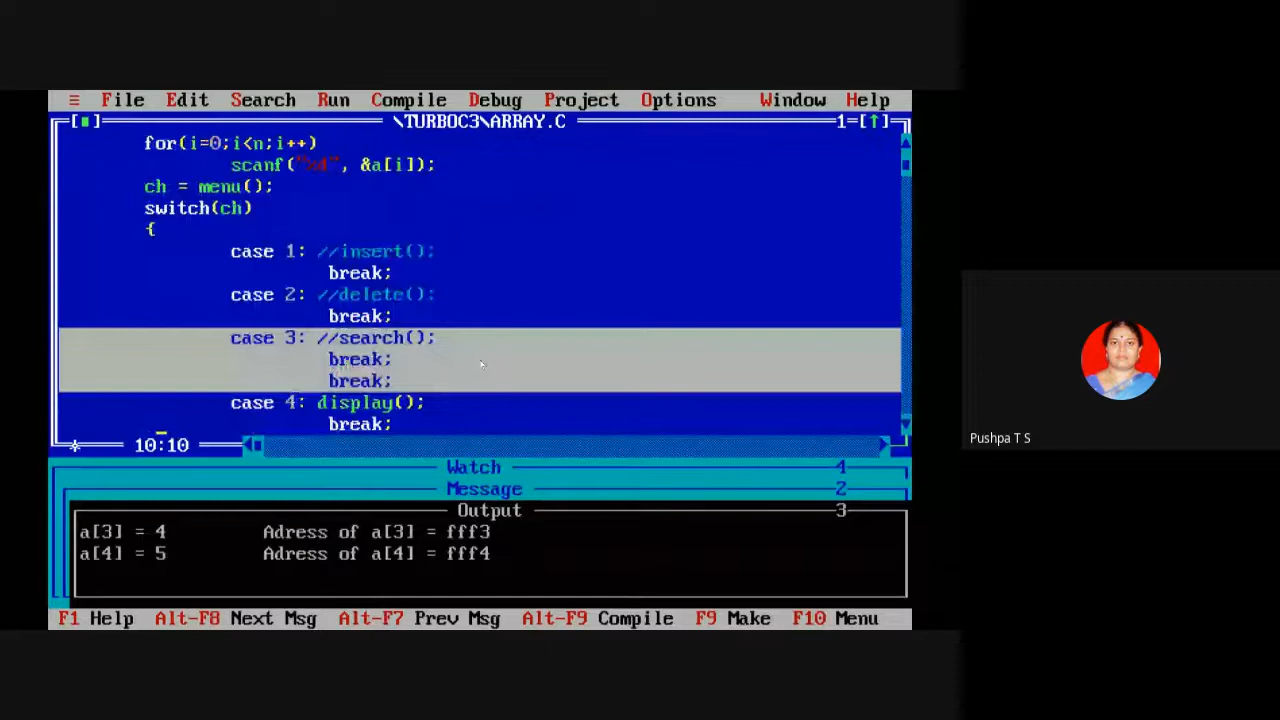 ≡ File Edit Search Run Compile Debug Project Options Window Help
[■] \TURBOC3\ARRAY.C 1=[↑]
for(i=0;i<n;i++)
scanf("%d", &a[i]);
ch = menu();
switch(ch)
{
case 1: //insert();
break;
case 2: //delete();
break;
case 3: //search();
break;
break;
case 4: display();
break;
10:10
Watch 4
Message 2
Output 3
a[3] = 4 Adress of a[3] = fff3
a[4] = 5 Adress of a[4] = fff4
F1 Help Alt-F8 Next Msg Alt-F7 Prev Msg Alt-F9 Compile F9 Make F10 Menu
Pushpa T S